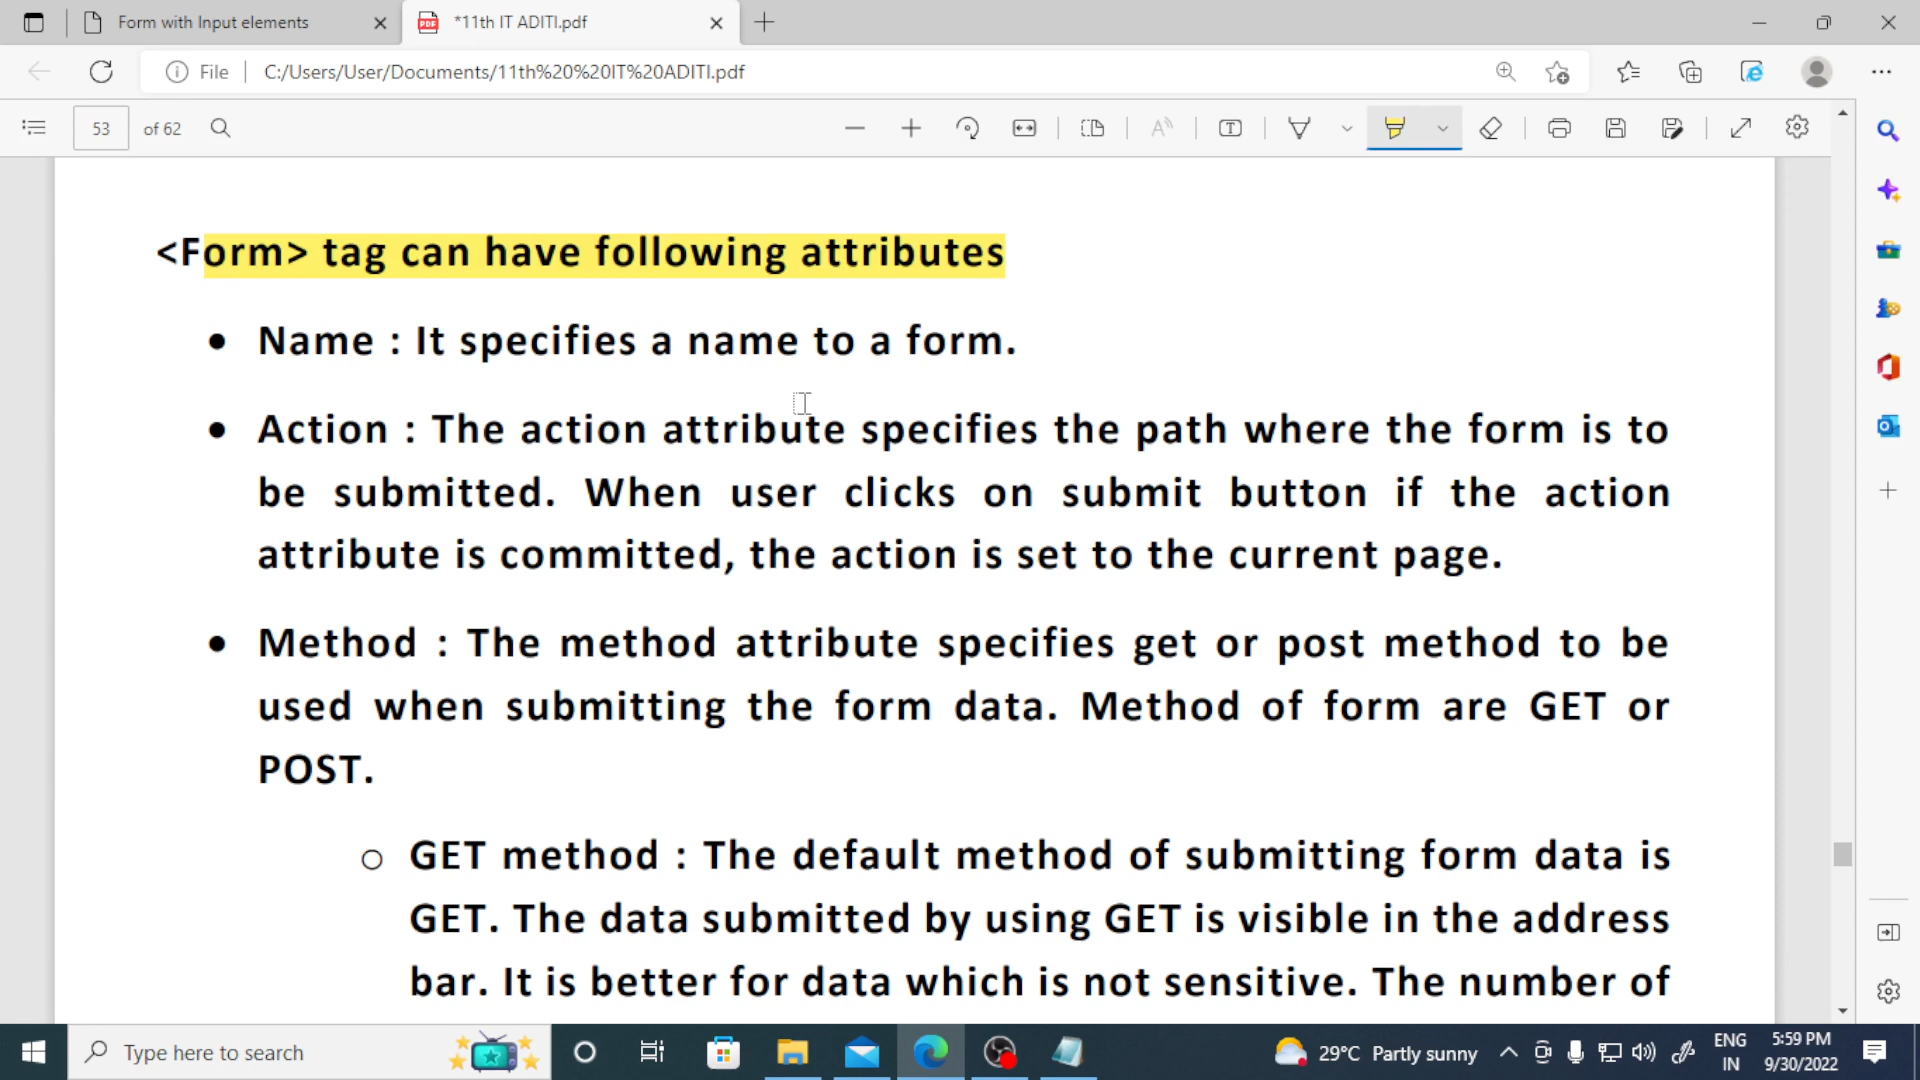 Form with Input elements
*11th IT ADITI.pdf
File
C:/Users/User/Documents/11th%20%20IT%20ADITI.pdf
53 of 62
<Form> tag can have following attributes
• Name : It specifies a name to a form.
• Action : The action attribute specifies the path where the form is to
be submitted. When user clicks on submit button if the action
attribute is committed, the action is set to the current page.
• Method : The method attribute specifies get or post method to be
used when submitting the form data. Method of form are GET or
POST.
o GET method : The default method of submitting form data is
GET. The data submitted by using GET is visible in the address
bar. It is better for data which is not sensitive. The number of
Type here to search
29°C Partly sunny
ENG
IN
5:59 PM
9/30/2022